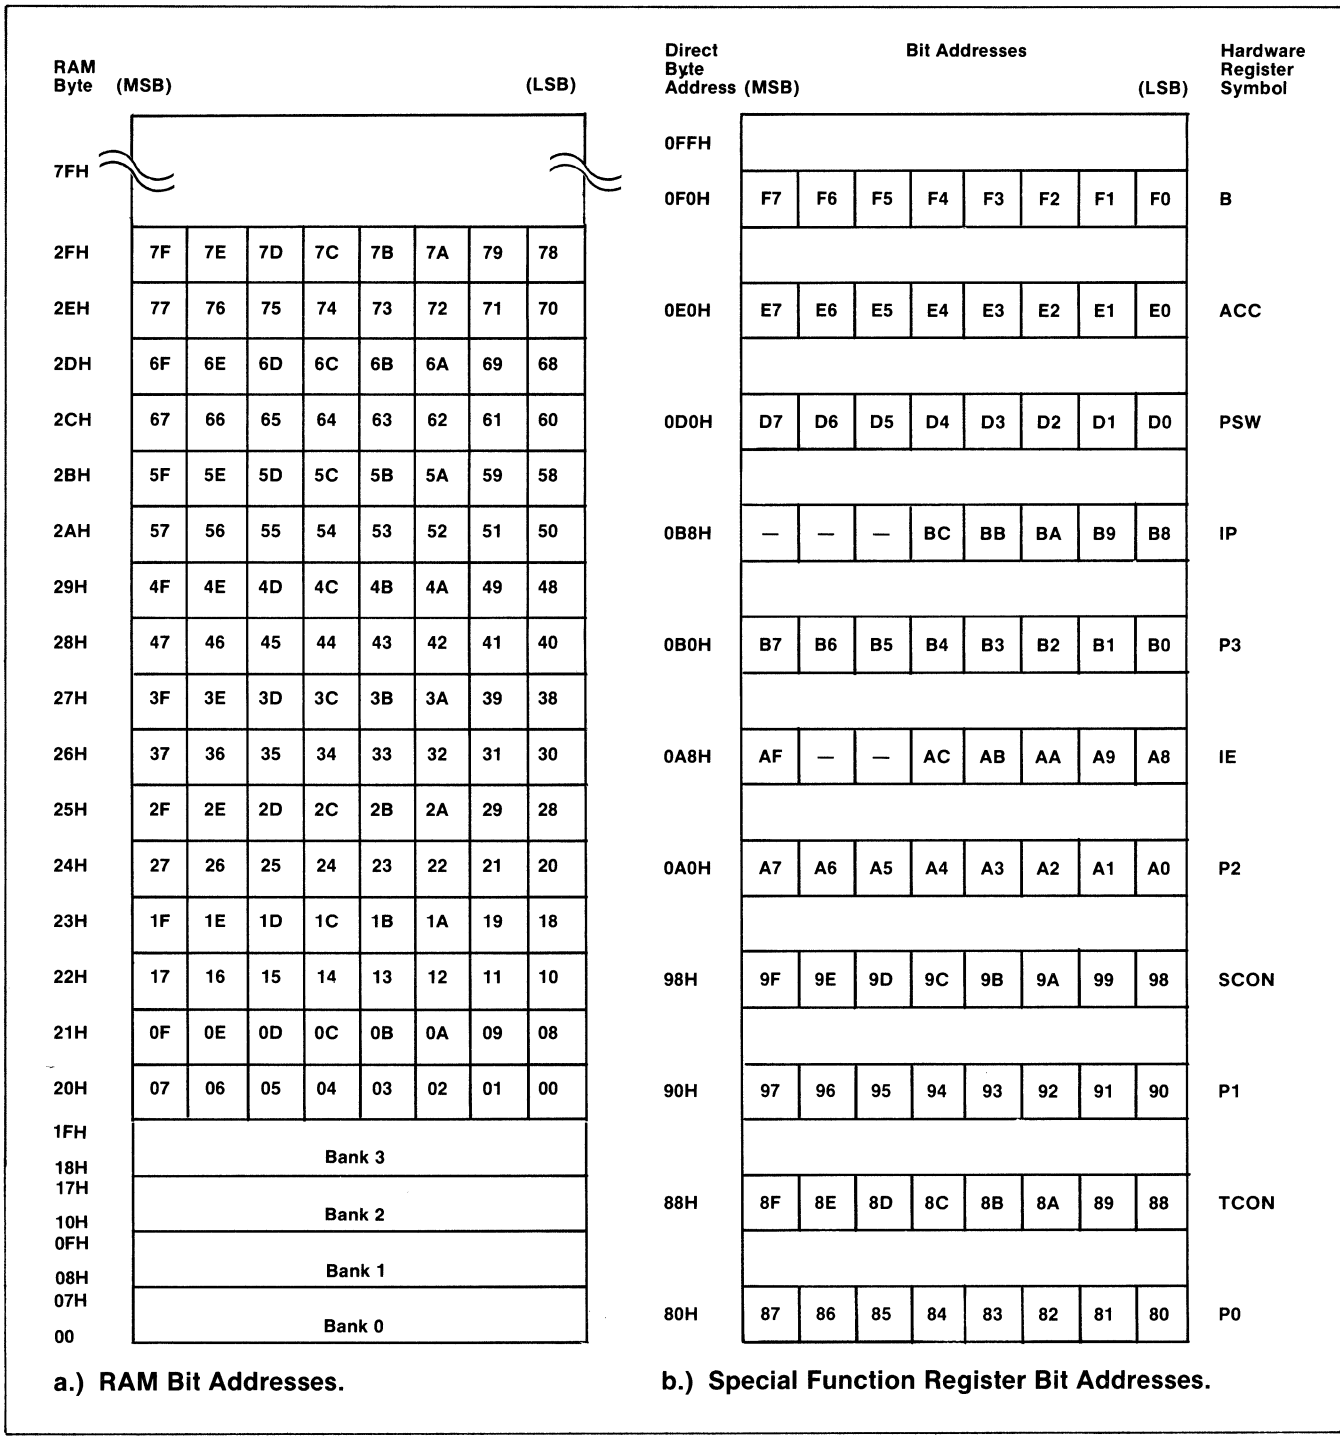 RAM
Byte (MSB) (LSB)
7FH
2FH 7F 7E 7D 7C 7B 7A 79 78
2EH 77 76 75 74 73 72 71 70
2DH 6F 6E 6D 6C 6B 6A 69 68
2CH 67 66 65 64 63 62 61 60
2BH 5F 5E 5D 5C 5B 5A 59 58
2AH 57 56 55 54 53 52 51 50
29H 4F 4E 4D 4C 4B 4A 49 48
28H 47 46 45 44 43 42 41 40
27H 3F 3E 3D 3C 3B 3A 39 38
26H 37 36 35 34 33 32 31 30
25H 2F 2E 2D 2C 2B 2A 29 28
24H 27 26 25 24 23 22 21 20
23H 1F 1E 1D 1C 1B 1A 19 18
22H 17 16 15 14 13 12 11 10
21H 0F 0E 0D 0C 0B 0A 09 08
20H 07 06 05 04 03 02 01 00
1FH
Bank 3
18H
17H
Bank 2
10H
0FH
Bank 1
08H
07H
Bank 0
00
a.) RAM Bit Addresses.
Direct Bit Addresses Hardware
Byte Register
Address (MSB) (LSB) Symbol
0FFH
0F0H F7 F6 F5 F4 F3 F2 F1 F0 B
0E0H E7 E6 E5 E4 E3 E2 E1 E0 ACC
0D0H D7 D6 D5 D4 D3 D2 D1 D0 PSW
0B8H — — — BC BB BA B9 B8 IP
0B0H B7 B6 B5 B4 B3 B2 B1 B0 P3
0A8H AF — — AC AB AA A9 A8 IE
0A0H A7 A6 A5 A4 A3 A2 A1 A0 P2
98H 9F 9E 9D 9C 9B 9A 99 98 SCON
90H 97 96 95 94 93 92 91 90 P1
88H 8F 8E 8D 8C 8B 8A 89 88 TCON
80H 87 86 85 84 83 82 81 80 P0
b.) Special Function Register Bit Addresses.